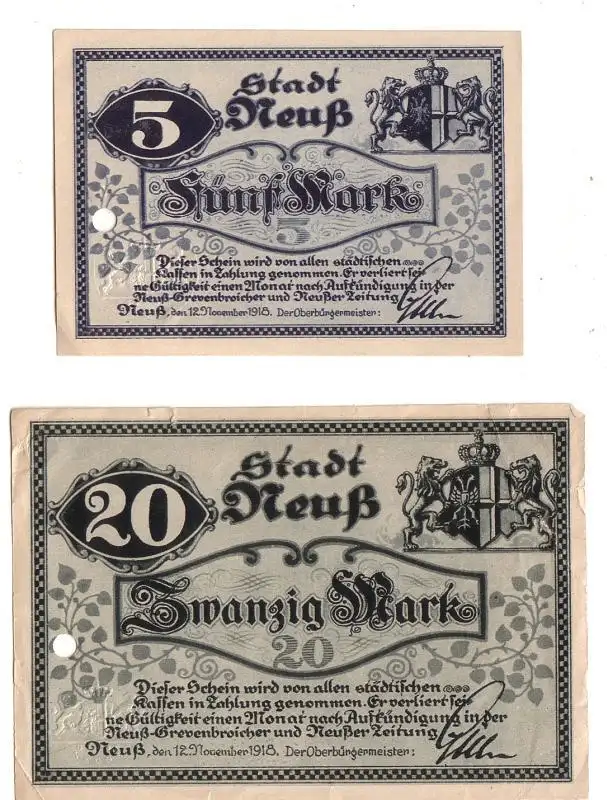 5
Stadt
Neuß
Fünf Mark
5
Dieser Schein wird von allen städtischen
Kassen in Zahlung genommen. Er verliert sei-
ne Gültigkeit einen Monat nach Aufkündigung in der
Neuß-Grevenbroicher und Neußer Zeitung.
Neuß, den 12. November 1918. Der Oberbürgermeister:
20
Stadt
Neuß
Zwanzig Mark
20
Dieser Schein wird von allen städtischen
Kassen in Zahlung genommen. Er verliert sei-
ne Gültigkeit einen Monat nach Aufkündigung in der
Neuß-Grevenbroicher und Neußer Zeitung.
Neuß, den 12. November 1918. Der Oberbürgermeister: